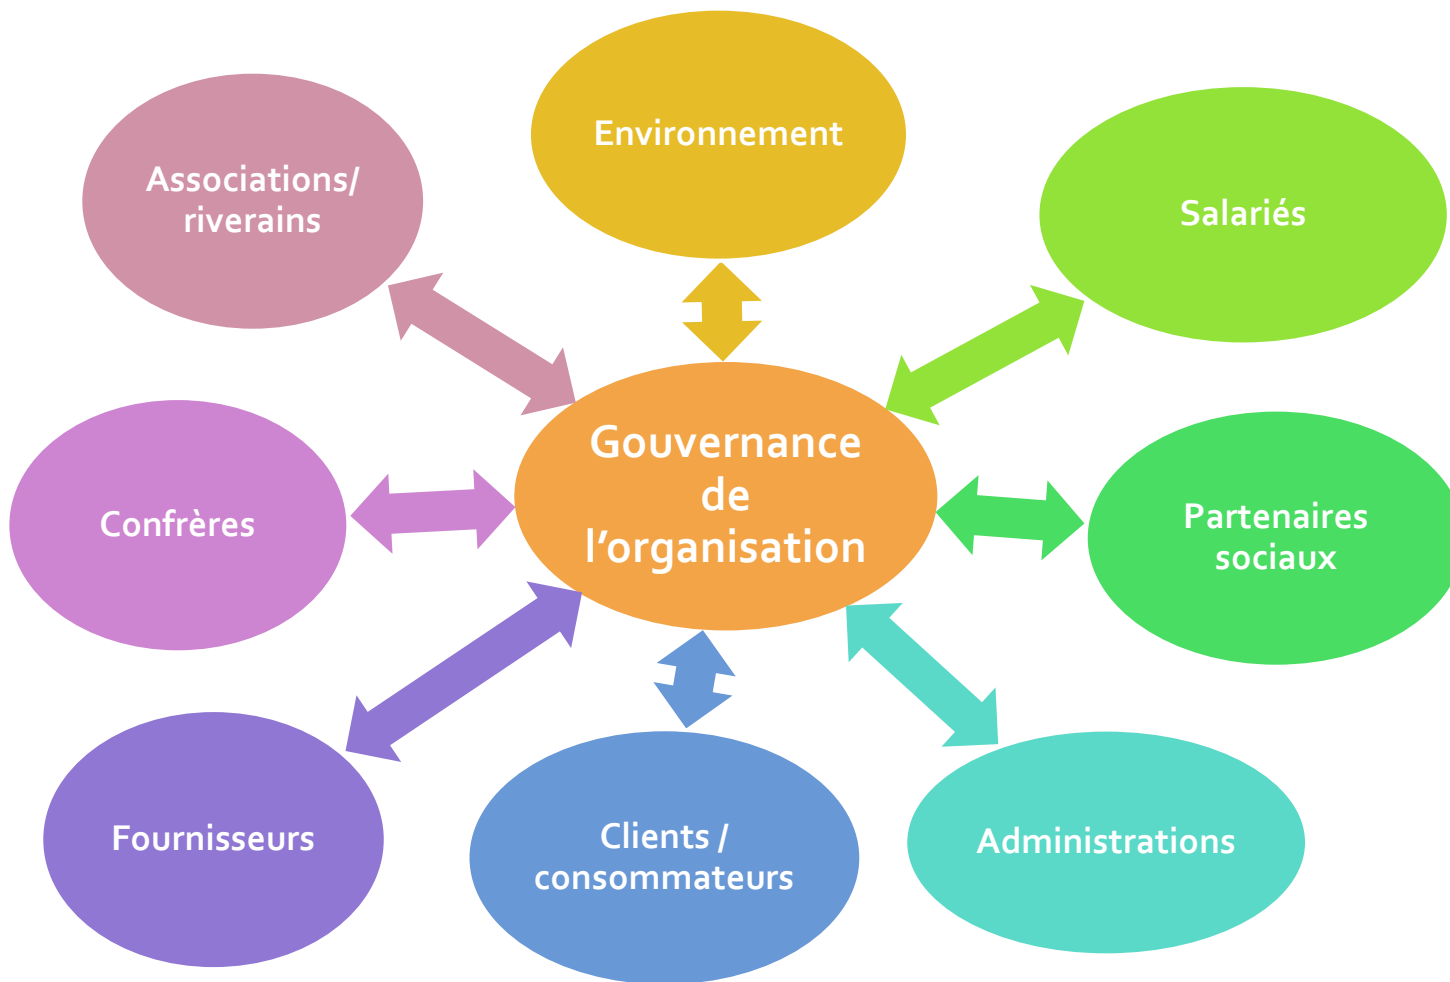 Environnement
Associations/
riverains
Salariés
Gouvernance
de
l’organisation
Confrères
Partenaires
sociaux
Fournisseurs
Clients /
consommateurs
Administrations